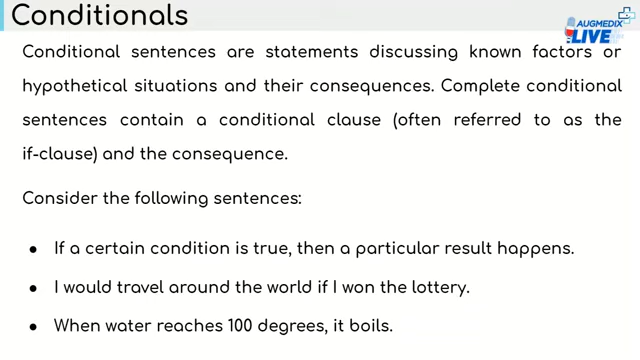 Conditionals
AUGMEDIX
LIVE
Conditional sentences are statements discussing known factors or
hypothetical situations and their consequences. Complete conditional
sentences contain a conditional clause (often referred to as the
if-clause) and the consequence.
Consider the following sentences:
● If a certain condition is true, then a particular result happens.
● I would travel around the world if I won the lottery.
● When water reaches 100 degrees, it boils.